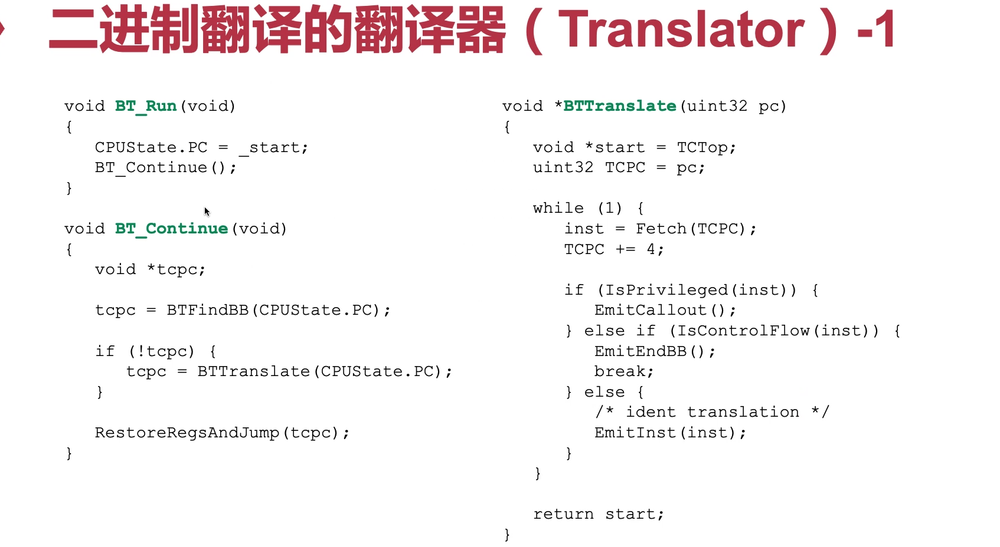 二进制翻译的翻译器（Translator）-1
void BT_Run(void)
{
   CPUState.PC = _start;
   BT_Continue();
}
void BT_Continue(void)
{
   void *tcpc;
   tcpc = BTFindBB(CPUState.PC);
   if (!tcpc) {
      tcpc = BTTranslate(CPUState.PC);
   }
   RestoreRegsAndJump(tcpc);
}
void *BTTranslate(uint32 pc)
{
   void *start = TCTop;
   uint32 TCPC = pc;
   while (1) {
      inst = Fetch(TCPC);
      TCPC += 4;
      if (IsPrivileged(inst)) {
         EmitCallout();
      } else if (IsControlFlow(inst)) {
         EmitEndBB();
         break;
      } else {
         /* ident translation */
         EmitInst(inst);
      }
   }
   return start;
}